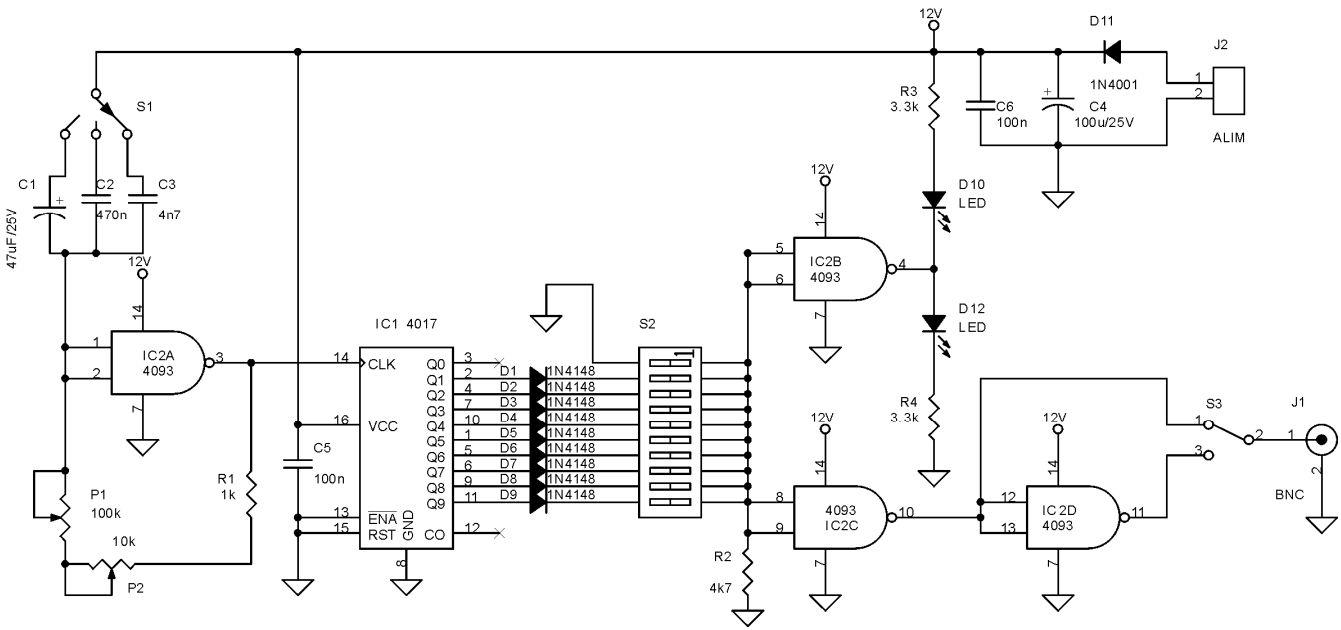 12V
D11
J2
1N4001
1
2
ALIM
R3
3.3k
C6
100n
+
C4
100u/25V
S1
C1
+
47uF/25V
C2
470n
C3
4n7
12V
14
1
2
IC2A
4093
3
7
12V
14
5
6
IC2B
4093
4
7
D10
LED
D12
LED
R4
3.3k
IC1 4017
14
CLK
16
VCC
13
ENA
15
RST
GND
8
Q0
3
Q1
2
Q2
4
Q3
7
Q4
10
Q5
1
Q6
5
Q7
6
Q8
9
Q9
11
CO
12
D1
1N4148
D2
1N4148
D3
1N4148
D4
1N4148
D5
1N4148
D6
1N4148
D7
1N4148
D8
1N4148
D9
1N4148
S2
1
C5
100n
P1
100k
R1
1k
10k
P2
R2
4k7
12V
14
8
9
4093
IC2C
10
7
12V
14
12
13
IC2D
4093
11
7
S3
1
2
3
J1
1
2
BNC